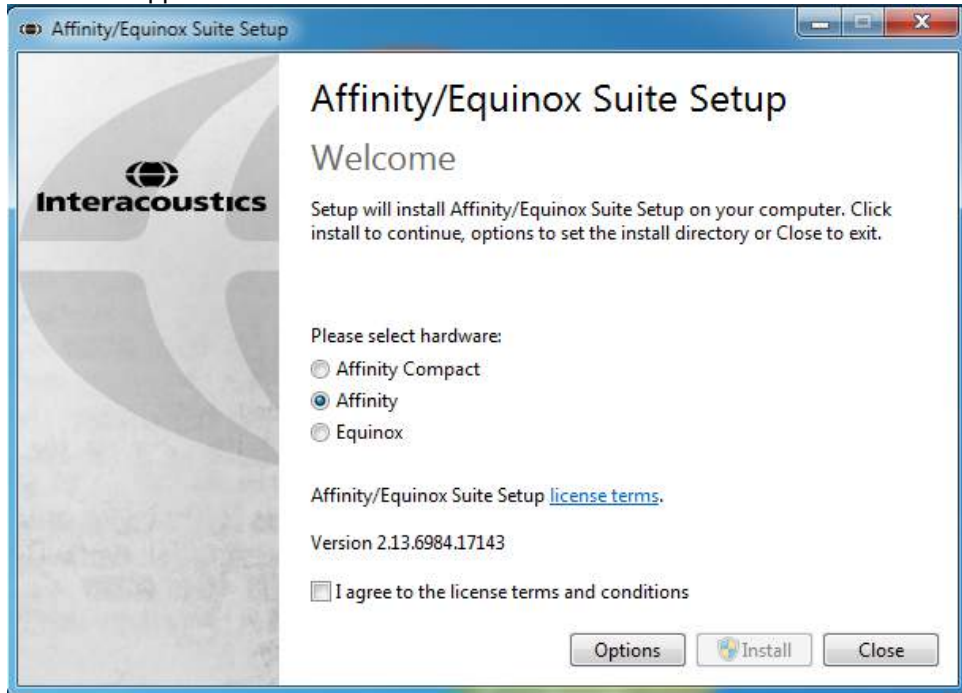 Affinity/Equinox Suite Setup
Affinity/Equinox Suite Setup
Welcome
Interacoustics
Setup will install Affinity/Equinox Suite Setup on your computer. Click
install to continue, options to set the install directory or Close to exit.
Please select hardware:
Affinity Compact
Affinity
Equinox
Affinity/Equinox Suite Setup license terms.
Version 2.13.6984.17143
I agree to the license terms and conditions
Options Install Close